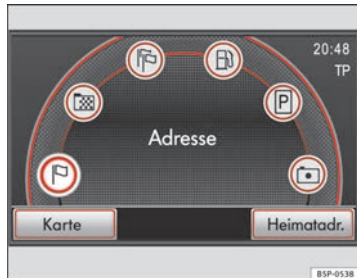 20:48
TP
P
Adresse
Karte
Heimatadr.
B5P-0538